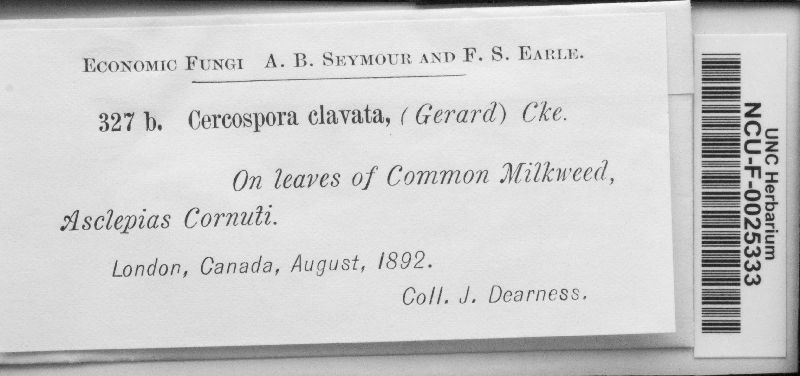 Economic Fungi A. B. Seymour and F. S. Earle.
327 b. Cercospora clavata, (Gerard) Cke.
On leaves of Common Milkweed,
Asclepias Cornuti.
London, Canada, August, 1892.
Coll. J. Dearness.
UNC Herbarium
NCU-F-0025333